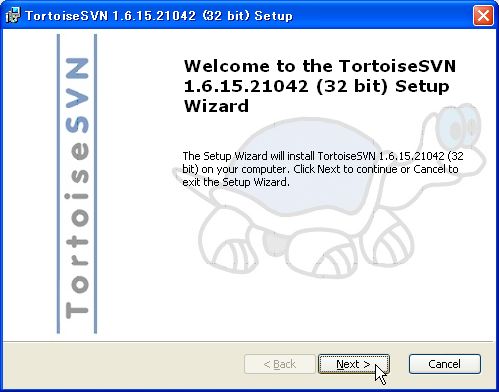 TortoiseSVN 1.6.15.21042 (32 bit) Setup
TortoiseSVN
Welcome to the TortoiseSVN
1.6.15.21042 (32 bit) Setup
Wizard
The Setup Wizard will install TortoiseSVN 1.6.15.21042 (32
bit) on your computer. Click Next to continue or Cancel to
exit the Setup Wizard.
< Back
Next >
Cancel